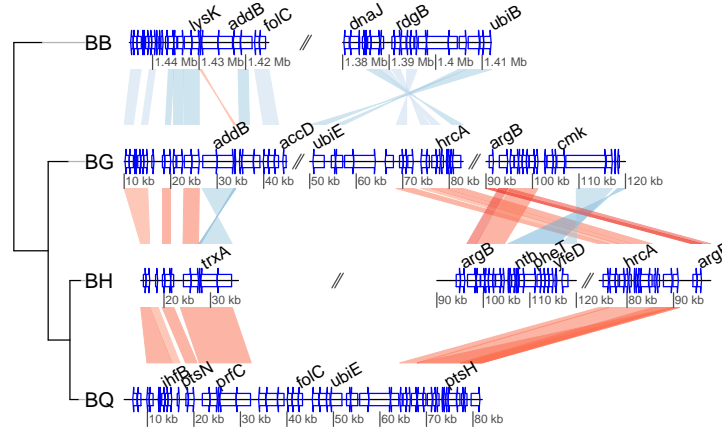 lysK addB folC dnaJ rdgB ubiB
BB // 
1.44 Mb 1.43 Mb 1.42 Mb 1.38 Mb 1.39 Mb 1.4 Mb 1.41 Mb
addB accD ubiE hrcA argB cmk
BG // //
10 kb 20 kb 30 kb 40 kb 50 kb 60 kb 70 kb 80 kb 90 kb 100 kb 110 kb 120 kb
trxA argB nth pheT yfeD hrcA arg
BH // //
20 kb 30 kb 90 kb 100 kb 110 kb 120 kb 80 kb 90 kb
ihfB ptsN prfC folC ubiE ptsH
BQ
10 kb 20 kb 30 kb 40 kb 50 kb 60 kb 70 kb 80 kb